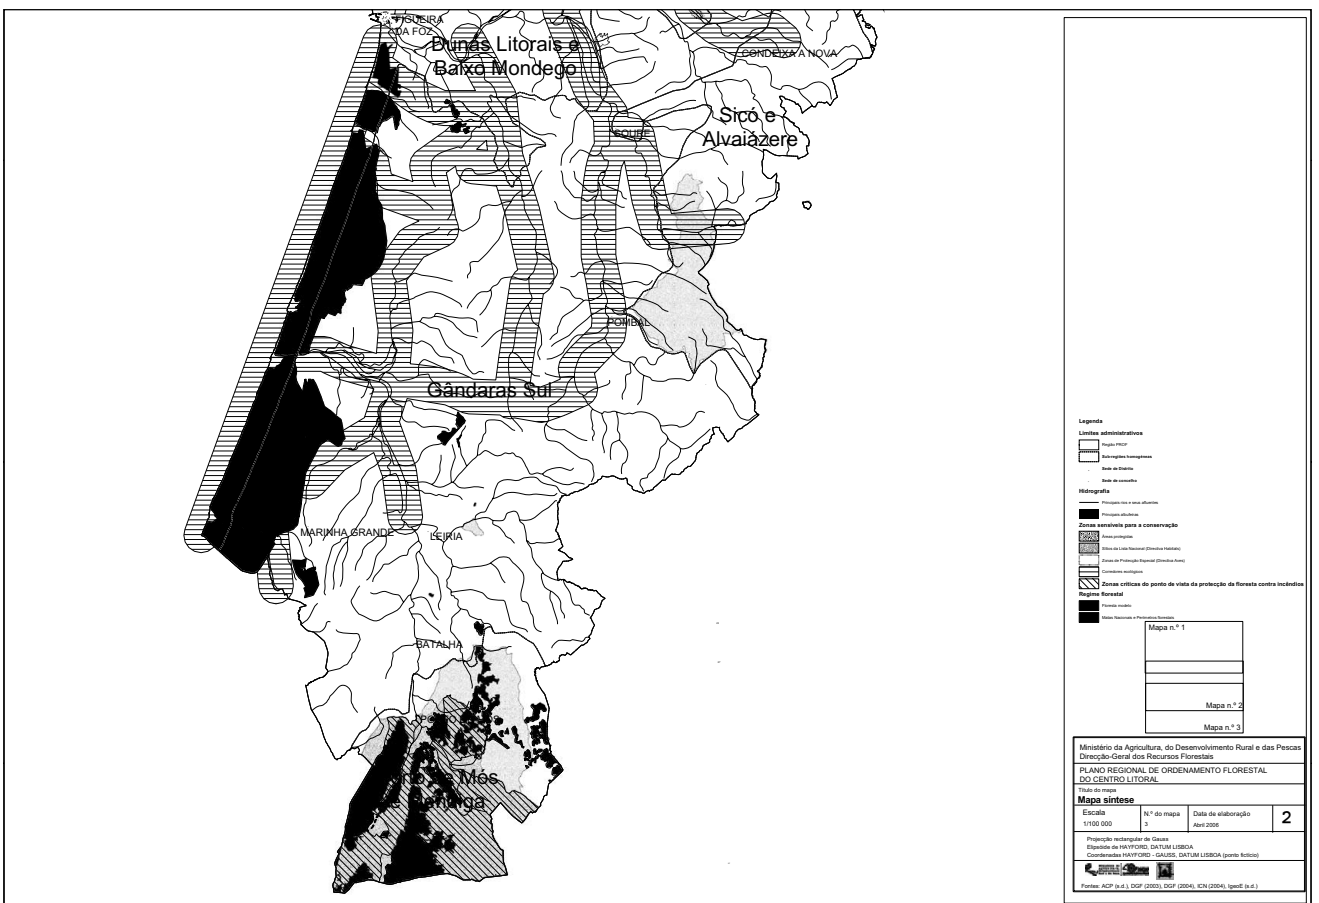 FIGUEIRA
DA FOZ
Dunas Litorais e
Baixo Mondego
CONDEIXA A NOVA
Sicó e
Alvaiázere
SOURE
POMBAL
Gândaras Sul
MARINHA GRANDE
LEIRIA
BATALHA
de Mós
Legenda
Limites administrativos
Região PROF
Sub-regiões homogéneas
Sede de Distrito
Sede de concelho
Hidrografia
Principais rios e seus afluentes
Principais albufeiras
Zonas sensíveis para a conservação
Áreas protegidas
Sítios da Lista Nacional (Directiva Habitats)
Zonas de Protecção Especial (Directiva Aves)
Corredores ecológicos
Zonas críticas do ponto de vista da protecção da floresta contra incêndios
Regime florestal
Floresta modelo
Matas Nacionais e Perímetros florestais
Mapa n.º 1
Mapa n.º 2
Mapa n.º 3
Ministério da Agricultura, do Desenvolvimento Rural e das Pescas
Direcção-Geral dos Recursos Florestais
PLANO REGIONAL DE ORDENAMENTO FLORESTAL
DO CENTRO LITORAL
Título do mapa
Mapa síntese
Escala
1/100 000
N.º do mapa
3
Data de elaboração
Abril 2006
2
Projecção rectangular de Gauss
Elipsóide de HAYFORD, DATUM LISBOA
Coordenadas HAYFORD - GAUSS, DATUM LISBOA (ponto fictício)
Fontes: ACP (s.d.), DGF (2003), DGF (2004), ICN (2004), IgeoE (s.d.)